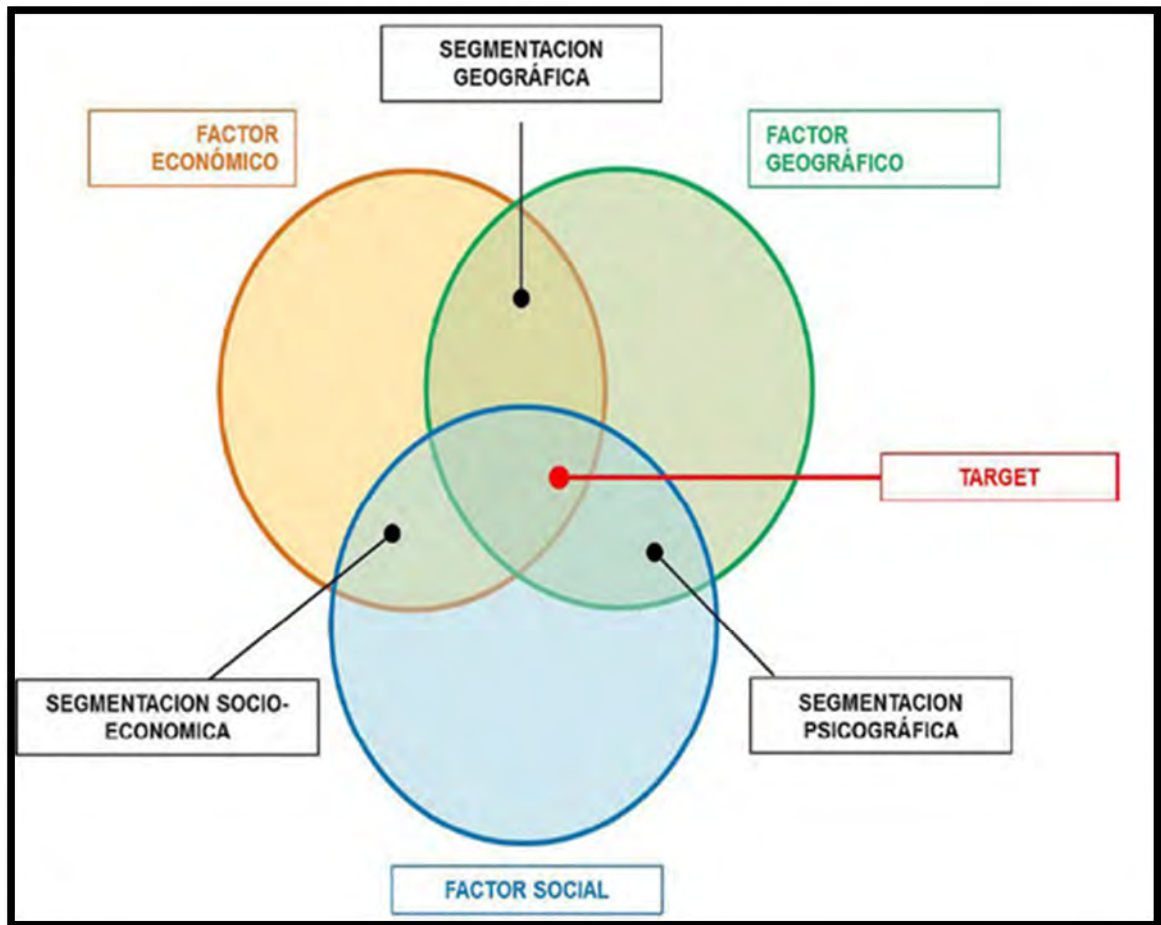 SEGMENTACION
GEOGRÁFICA
FACTOR
ECONÓMICO
FACTOR
GEOGRÁFICO
TARGET
SEGMENTACION SOCIO-
ECONOMICA
SEGMENTACION
PSICOGRÁFICA
FACTOR SOCIAL